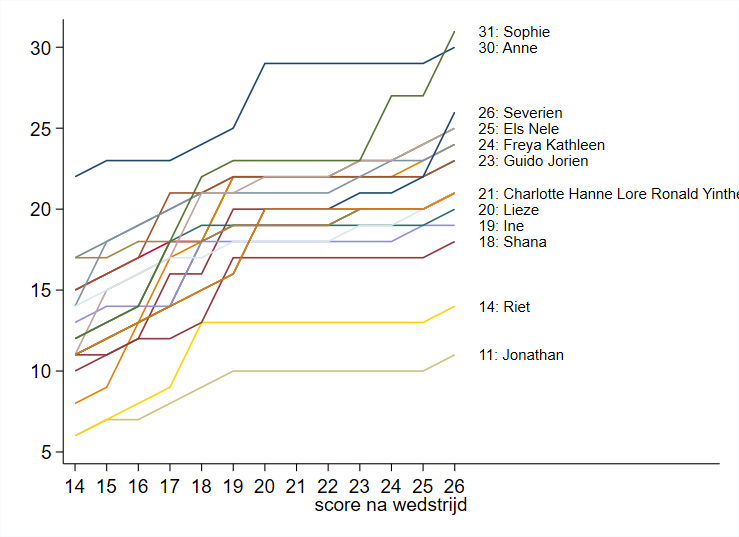 31: Sophie
30: Anne
26: Severien
25: Els Nele
24: Freya Kathleen
23: Guido Jorien
21: Charlotte Hanne Lore Ronald Yinthe
20: Lieze
19: Ine
18: Shana
14: Riet
11: Jonathan
30
25
20
15
10
5
14 15 16 17 18 19 20 21 22 23 24 25 26
score na wedstrijd